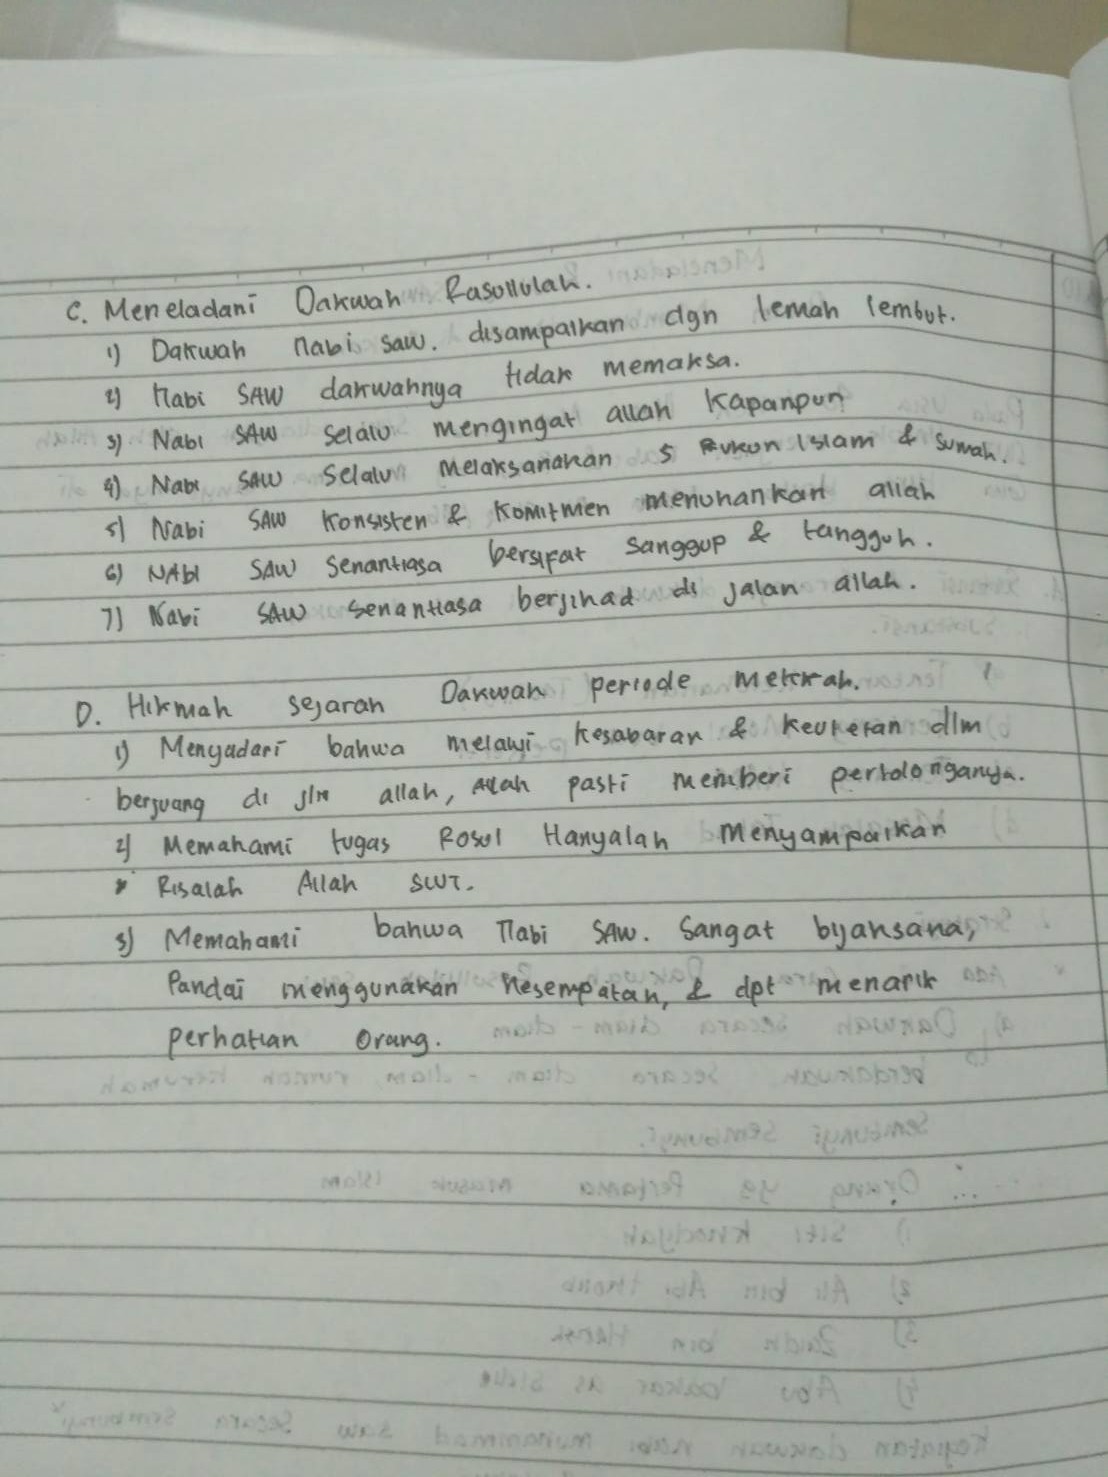 C. Meneladani Dakwah Rasullulah.
1) Dakwah Nabi saw. disampaikan dgn lemah lembut.
2) Nabi SAW dakwahnya tidak memaksa.
3) Nabi SAW selalu mengingat allah kapanpun
4) Nabi SAW selalu melaksanakan 5 Rukun Islam & sunnah.
5) Nabi SAW konsisten & komitmen menuhankan allah
6) NAbI SAW senantiasa bersifat sanggup & tangguh.
7) Nabi SAW senantiasa berjihad di jalan allah.
D. Hikmah sejarah Dakwah periode mekkah.
1) Menyadari bahwa melalui kesabaran & keuletan dlm
berjuang di jln allah, Allah pasti memberi pertolonganya.
2) Memahami tugas Rosul Hanyalah menyampaikan
Risalah Allah SWT.
3) Memahami bahwa Nabi SAW. Sangat bijaksana,
Pandai menggunakan kesempatan, & dpt menarik
perhatian orang.